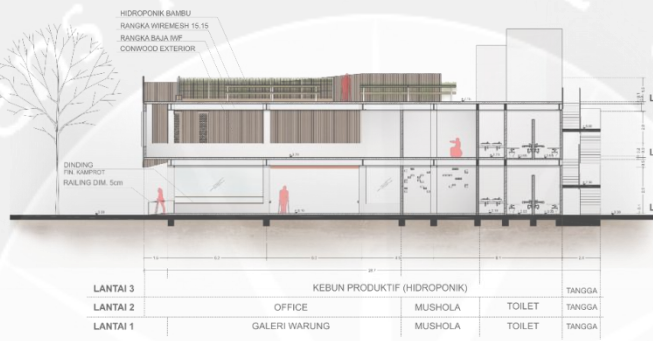 HIDROPONIK BAMBU
RANGKA WIREMESH 15.15
RANGKA BAJA IWF
CONWOOD EXTERIOR
DINDING
FIN. KAMPROT
RAILING DIM. 5cm
LANTAI 3 KEBUN PRODUKTIF (HIDROPONIK) TANGGA
LANTAI 2 OFFICE MUSHOLA TOILET TANGGA
LANTAI 1 GALERI WARUNG MUSHOLA TOILET TANGGA